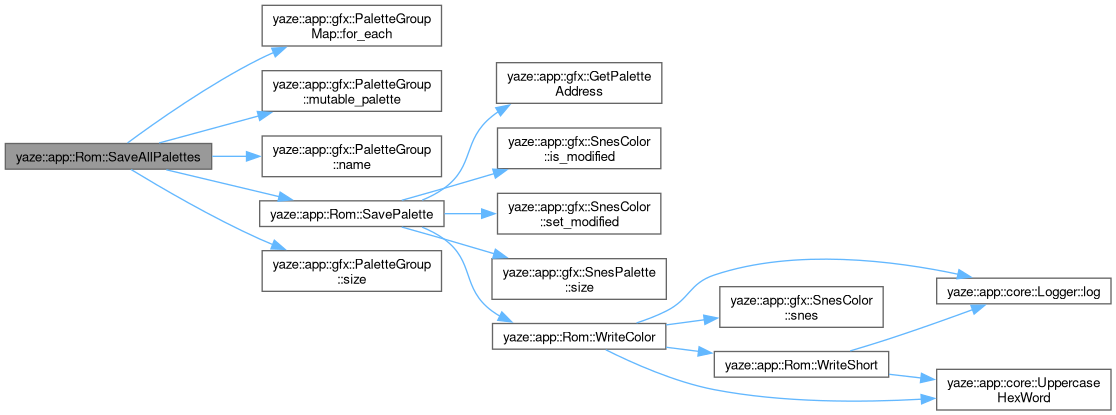 yaze::app::Rom::SaveAllPalettes
yaze::app::gfx::PaletteGroup
Map::for_each
yaze::app::gfx::PaletteGroup
::mutable_palette
yaze::app::gfx::PaletteGroup
::name
yaze::app::Rom::SavePalette
yaze::app::gfx::PaletteGroup
::size
yaze::app::gfx::GetPalette
Address
yaze::app::gfx::SnesColor
::is_modified
yaze::app::gfx::SnesColor
::set_modified
yaze::app::gfx::SnesPalette
::size
yaze::app::Rom::WriteColor
yaze::app::gfx::SnesColor
::snes
yaze::app::Rom::WriteShort
yaze::app::core::Logger::log
yaze::app::core::Uppercase
HexWord